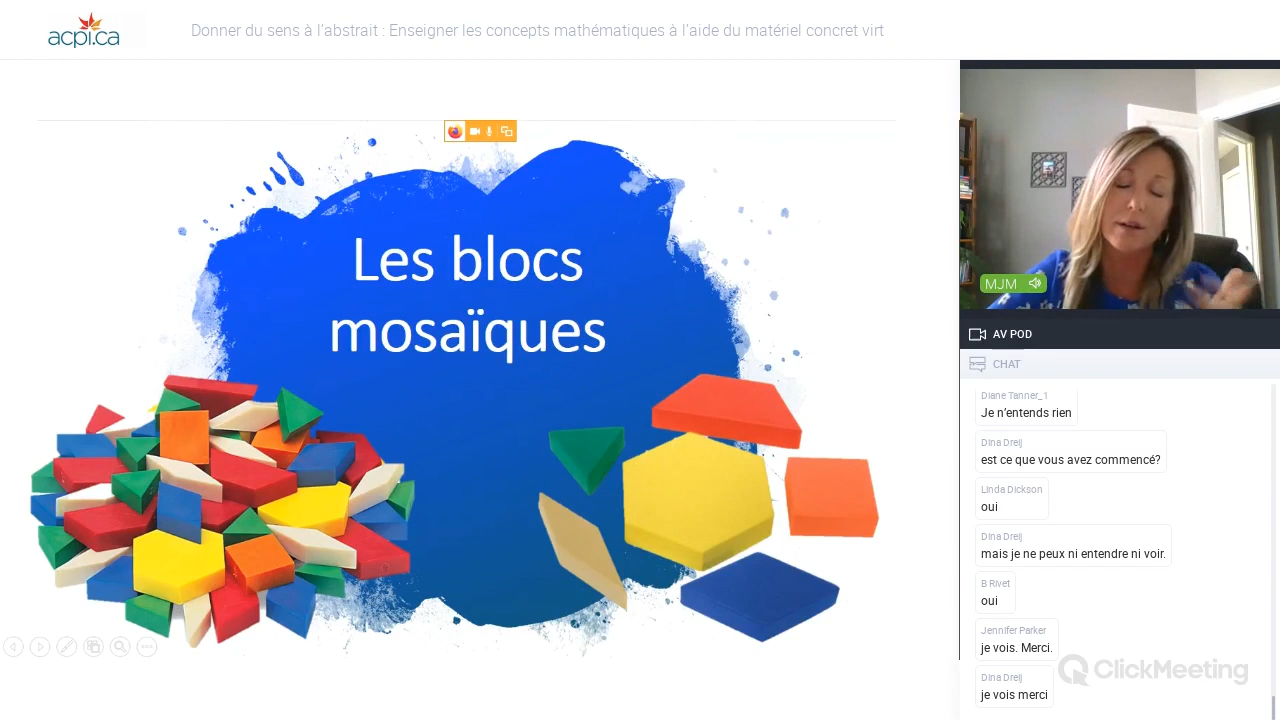 acpi.ca
Donner du sens à l'abstrait : Enseigner les concepts mathématiques à l'aide du matériel concret virt
Les blocs
mosaïques
MJM
AV POD
CHAT
Diane Tanner_1
Je n'entends rien
Dina Dreij
est ce que vous avez commencé?
Linda Dickson
oui
Dina Dreij
mais je ne peux ni entendre ni voir.
B Rivet
oui
Jennifer Parker
je vois. Merci.
Dina Dreij
je vois merci
ClickMeeting